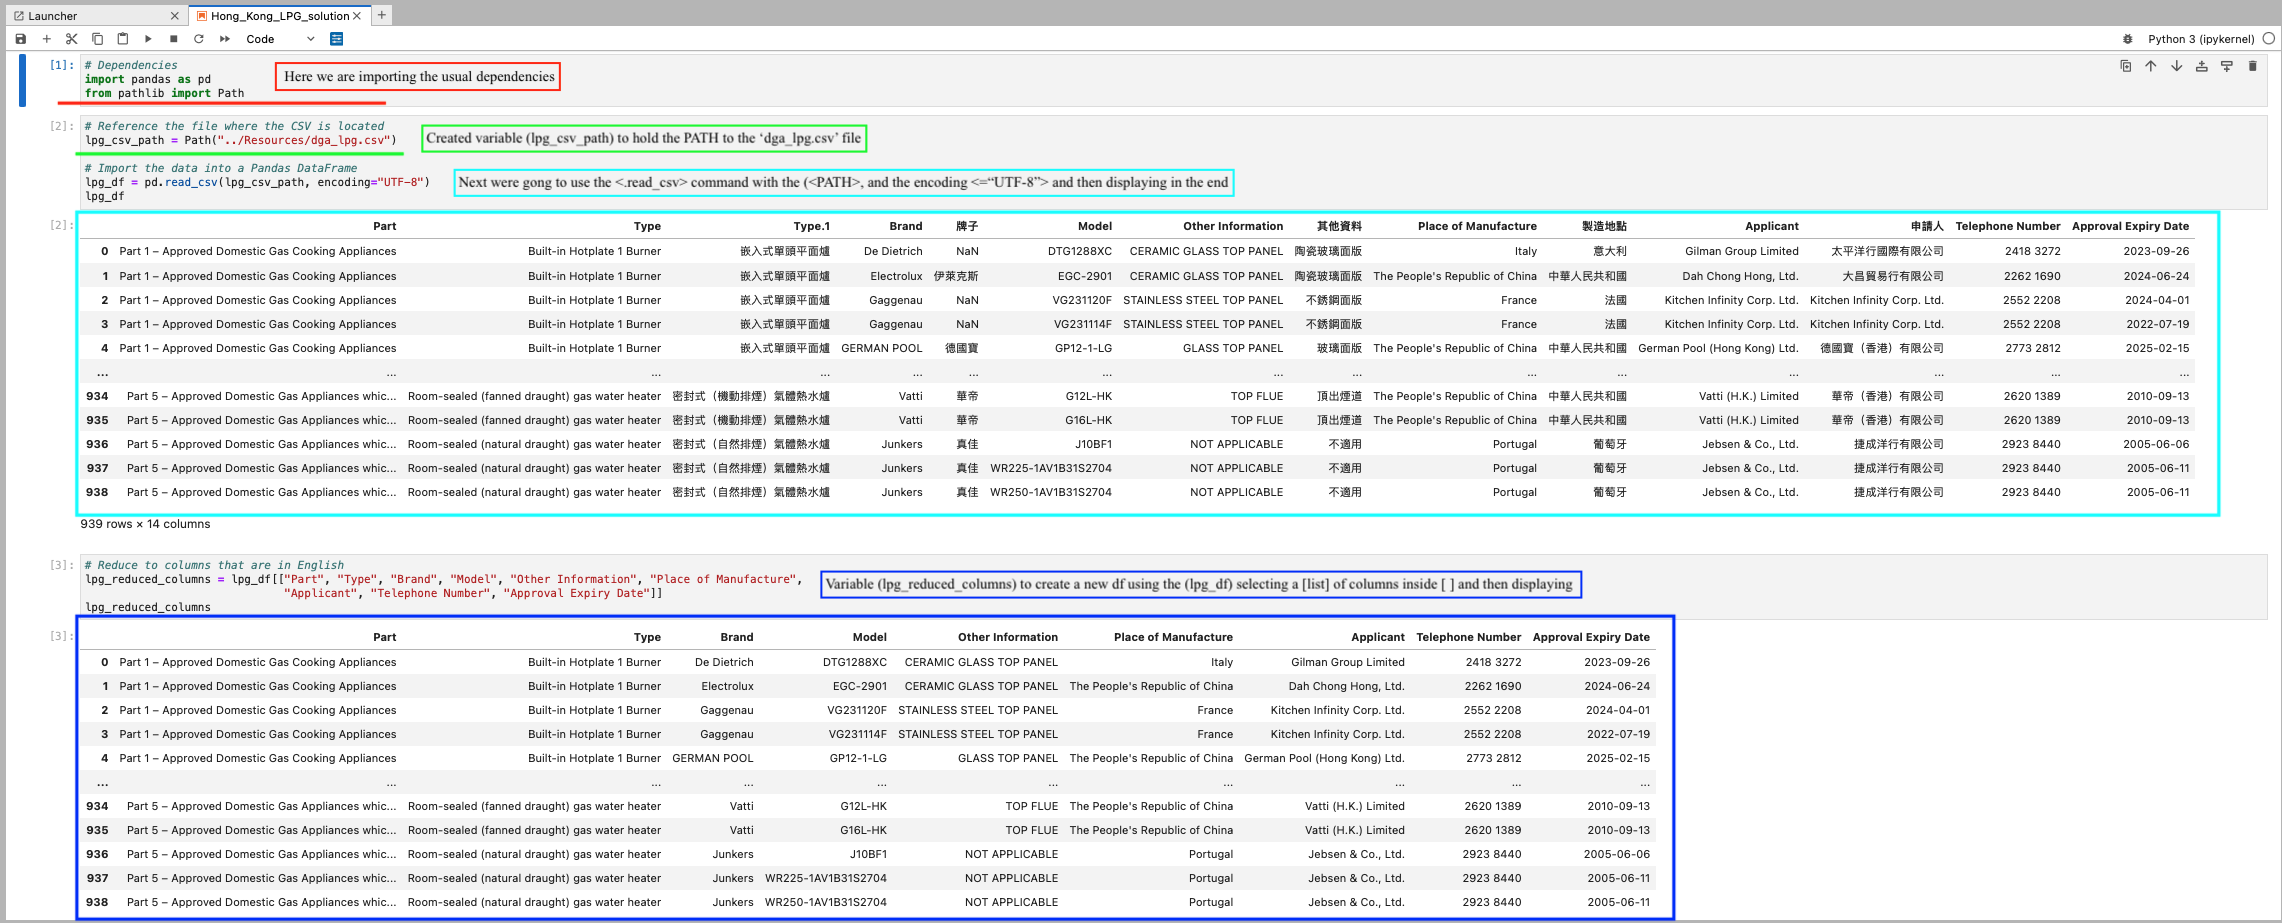 Launcher
Hong_Kong_LPG_solution
Code
Python 3 (ipykernel)
[1]:
# Dependencies
import pandas as pd
from pathlib import Path
Here we are importing the usual dependencies
[2]:
# Reference the file where the CSV is located
lpg_csv_path = Path("../Resources/dga_lpg.csv")
Created variable (lpg_csv_path) to hold the PATH to the ‘dga_lpg.csv’ file
# Import the data into a Pandas DataFrame
lpg_df = pd.read_csv(lpg_csv_path, encoding="UTF-8")
lpg_df
Next were gong to use the <.read_csv> command with the (<PATH>, and the encoding <=“UTF-8”> and then displaying in the end
[2]:
Part Type Type.1 Brand 牌子 Model Other Information 其他資料 Place of Manufacture 製造地點 Applicant 申請人 Telephone Number Approval Expiry Date
0 Part 1 – Approved Domestic Gas Cooking Appliances Built-in Hotplate 1 Burner 嵌入式單頭平面爐 De Dietrich NaN DTG1288XC CERAMIC GLASS TOP PANEL 陶瓷玻璃面版 Italy 意大利 Gilman Group Limited 太平洋行國際有限公司 2418 3272 2023-09-26
1 Part 1 – Approved Domestic Gas Cooking Appliances Built-in Hotplate 1 Burner 嵌入式單頭平面爐 Electrolux 伊萊克斯 EGC-2901 CERAMIC GLASS TOP PANEL 陶瓷玻璃面版 The People's Republic of China 中華人民共和國 Dah Chong Hong, Ltd. 大昌貿易行有限公司 2262 1690 2024-06-24
2 Part 1 – Approved Domestic Gas Cooking Appliances Built-in Hotplate 1 Burner 嵌入式單頭平面爐 Gaggenau NaN VG231120F STAINLESS STEEL TOP PANEL 不銹鋼面版 France 法國 Kitchen Infinity Corp. Ltd. Kitchen Infinity Corp. Ltd. 2552 2208 2024-04-01
3 Part 1 – Approved Domestic Gas Cooking Appliances Built-in Hotplate 1 Burner 嵌入式單頭平面爐 Gaggenau NaN VG231114F STAINLESS STEEL TOP PANEL 不銹鋼面版 France 法國 Kitchen Infinity Corp. Ltd. Kitchen Infinity Corp. Ltd. 2552 2208 2022-07-19
4 Part 1 – Approved Domestic Gas Cooking Appliances Built-in Hotplate 1 Burner 嵌入式單頭平面爐 GERMAN POOL 德國寶 GP12-1-LG GLASS TOP PANEL 玻璃面版 The People's Republic of China 中華人民共和國 German Pool (Hong Kong) Ltd. 德國寶（香港）有限公司 2773 2812 2025-02-15
... ... ... ... ... ... ... ... ... ... ... ... ... ... ...
934 Part 5 – Approved Domestic Gas Appliances whic... Room-sealed (fanned draught) gas water heater 密封式（機動排煙）氣體熱水爐 Vatti 華帝 G12L-HK TOP FLUE 頂出煙道 The People's Republic of China 中華人民共和國 Vatti (H.K.) Limited 華帝（香港）有限公司 2620 1389 2010-09-13
935 Part 5 – Approved Domestic Gas Appliances whic... Room-sealed (fanned draught) gas water heater 密封式（機動排煙）氣體熱水爐 Vatti 華帝 G16L-HK TOP FLUE 頂出煙道 The People's Republic of China 中華人民共和國 Vatti (H.K.) Limited 華帝（香港）有限公司 2620 1389 2010-09-13
936 Part 5 – Approved Domestic Gas Appliances whic... Room-sealed (natural draught) gas water heater 密封式（自然排煙）氣體熱水爐 Junkers 真佳 J10BF1 NOT APPLICABLE 不適用 Portugal 葡萄牙 Jebsen & Co., Ltd. 捷成洋行有限公司 2923 8440 2005-06-06
937 Part 5 – Approved Domestic Gas Appliances whic... Room-sealed (natural draught) gas water heater 密封式（自然排煙）氣體熱水爐 Junkers 真佳 WR225-1AV1B31S2704 NOT APPLICABLE 不適用 Portugal 葡萄牙 Jebsen & Co., Ltd. 捷成洋行有限公司 2923 8440 2005-06-11
938 Part 5 – Approved Domestic Gas Appliances whic... Room-sealed (natural draught) gas water heater 密封式（自然排煙）氣體熱水爐 Junkers 真佳 WR250-1AV1B31S2704 NOT APPLICABLE 不適用 Portugal 葡萄牙 Jebsen & Co., Ltd. 捷成洋行有限公司 2923 8440 2005-06-11
939 rows × 14 columns
[3]:
# Reduce to columns that are in English
lpg_reduced_columns = lpg_df[["Part", "Type", "Brand", "Model", "Other Information", "Place of Manufacture",
"Applicant", "Telephone Number", "Approval Expiry Date"]]
lpg_reduced_columns
Variable (lpg_reduced_columns) to create a new df using the (lpg_df) selecting a [list] of columns inside [ ] and then displaying
[3]:
Part Type Brand Model Other Information Place of Manufacture Applicant Telephone Number Approval Expiry Date
0 Part 1 – Approved Domestic Gas Cooking Appliances Built-in Hotplate 1 Burner De Dietrich DTG1288XC CERAMIC GLASS TOP PANEL Italy Gilman Group Limited 2418 3272 2023-09-26
1 Part 1 – Approved Domestic Gas Cooking Appliances Built-in Hotplate 1 Burner Electrolux EGC-2901 CERAMIC GLASS TOP PANEL The People's Republic of China Dah Chong Hong, Ltd. 2262 1690 2024-06-24
2 Part 1 – Approved Domestic Gas Cooking Appliances Built-in Hotplate 1 Burner Gaggenau VG231120F STAINLESS STEEL TOP PANEL France Kitchen Infinity Corp. Ltd. 2552 2208 2024-04-01
3 Part 1 – Approved Domestic Gas Cooking Appliances Built-in Hotplate 1 Burner Gaggenau VG231114F STAINLESS STEEL TOP PANEL France Kitchen Infinity Corp. Ltd. 2552 2208 2022-07-19
4 Part 1 – Approved Domestic Gas Cooking Appliances Built-in Hotplate 1 Burner GERMAN POOL GP12-1-LG GLASS TOP PANEL The People's Republic of China German Pool (Hong Kong) Ltd. 2773 2812 2025-02-15
... ... ... ... ... ... ... ... ... ...
934 Part 5 – Approved Domestic Gas Appliances whic... Room-sealed (fanned draught) gas water heater Vatti G12L-HK TOP FLUE The People's Republic of China Vatti (H.K.) Limited 2620 1389 2010-09-13
935 Part 5 – Approved Domestic Gas Appliances whic... Room-sealed (fanned draught) gas water heater Vatti G16L-HK TOP FLUE The People's Republic of China Vatti (H.K.) Limited 2620 1389 2010-09-13
936 Part 5 – Approved Domestic Gas Appliances whic... Room-sealed (natural draught) gas water heater Junkers J10BF1 NOT APPLICABLE Portugal Jebsen & Co., Ltd. 2923 8440 2005-06-06
937 Part 5 – Approved Domestic Gas Appliances whic... Room-sealed (natural draught) gas water heater Junkers WR225-1AV1B31S2704 NOT APPLICABLE Portugal Jebsen & Co., Ltd. 2923 8440 2005-06-11
938 Part 5 – Approved Domestic Gas Appliances whic... Room-sealed (natural draught) gas water heater Junkers WR250-1AV1B31S2704 NOT APPLICABLE Portugal Jebsen & Co., Ltd. 2923 8440 2005-06-11